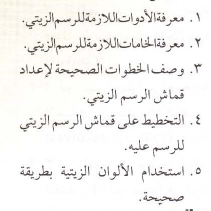 ١. معرفة الأدوات اللازمة للرسم الزيتي.
٢. معرفة الخامات اللازمة للرسم الزيتي.
٣. وصف الخطوات الصحيحة لإعداد
قماش الرسم الزيتي.
٤. التخطيط على قماش الرسم الزيتي
للرسم عليه.
٥. استخدام الألوان الزيتية بطريقة
صحيحة.